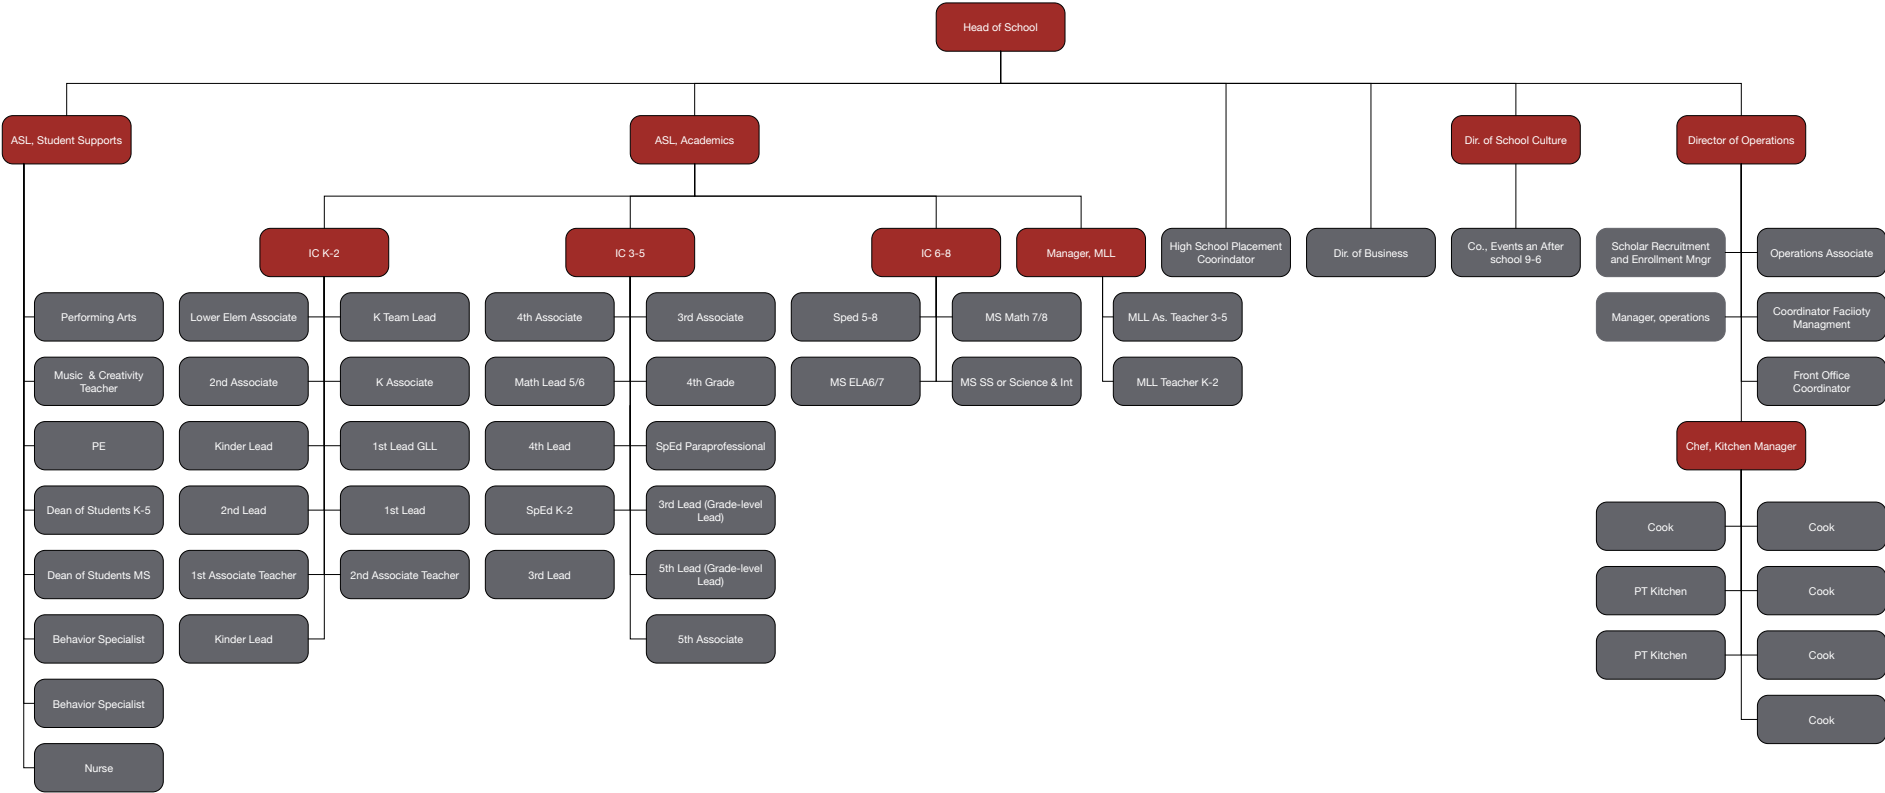 Head of School
ASL, Student Supports
ASL, Academics
Dir. of School Culture
Director of Operations
IC K-2
IC 3-5
IC 6-8
Manager, MLL
High School Placement
Coorindator
Dir. of Business
Co., Events an After
school 9-6
Scholar Recruitment
and Enrollment Mngr
Operations Associate
Performing Arts
Lower Elem Associate
K Team Lead
4th Associate
3rd Associate
Sped 5-8
MS Math 7/8
MLL As. Teacher 3-5
Manager, operations
Coordinator Faciioty
Managment
Music & Creativity
Teacher
2nd Associate
K Associate
Math Lead 5/6
4th Grade
MS ELA6/7
MS SS or Science & Int
MLL Teacher K-2
Front Office
Coordinator
PE
Kinder Lead
1st Lead GLL
4th Lead
SpEd Paraprofessional
Chef, Kitchen Manager
Dean of Students K-5
2nd Lead
1st Lead
SpEd K-2
3rd Lead (Grade-level
Lead)
Cook
Cook
Dean of Students MS
1st Associate Teacher
2nd Associate Teacher
3rd Lead
5th Lead (Grade-level
Lead)
PT Kitchen
Cook
Behavior Specialist
Kinder Lead
5th Associate
PT Kitchen
Cook
Behavior Specialist
Cook
Nurse